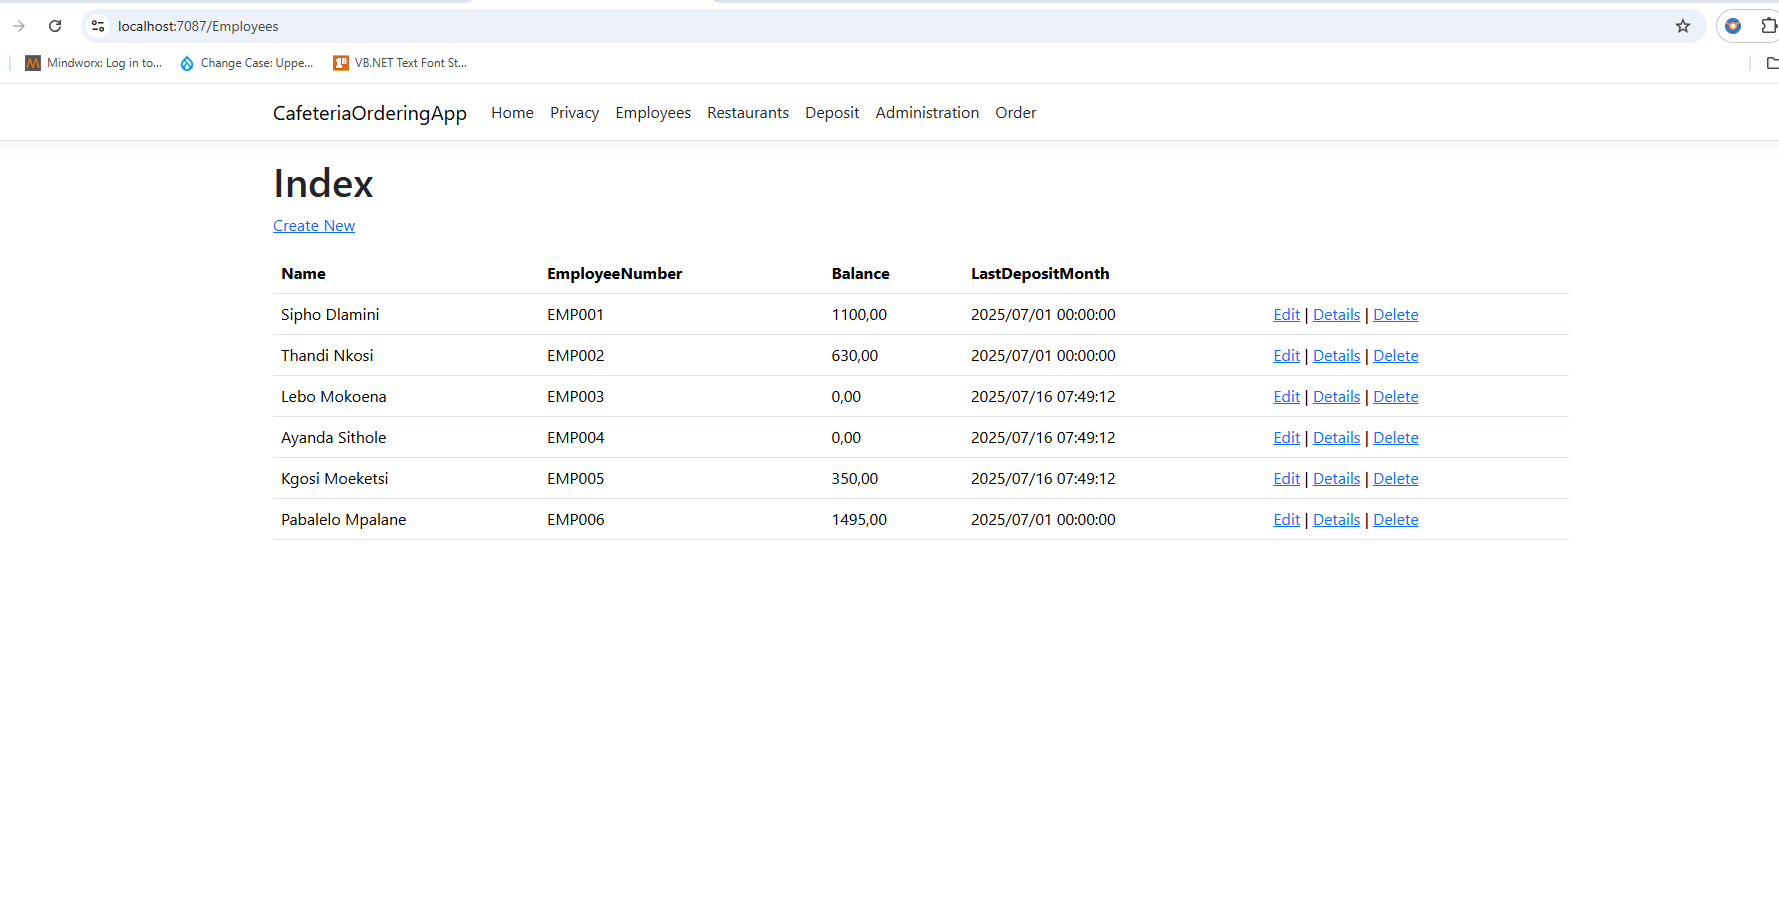 localhost:7087/Employees
Mindworx: Log in to... Change Case: Uppe... VB.NET Text Font St...
CafeteriaOrderingApp Home Privacy Employees Restaurants Deposit Administration Order
Index
Create New
Name EmployeeNumber Balance LastDepositMonth
Sipho Dlamini EMP001 1100,00 2025/07/01 00:00:00 Edit | Details | Delete
Thandi Nkosi EMP002 630,00 2025/07/01 00:00:00 Edit | Details | Delete
Lebo Mokoena EMP003 0,00 2025/07/16 07:49:12 Edit | Details | Delete
Ayanda Sithole EMP004 0,00 2025/07/16 07:49:12 Edit | Details | Delete
Kgosi Moeketsi EMP005 350,00 2025/07/16 07:49:12 Edit | Details | Delete
Pabalelo Mpalane EMP006 1495,00 2025/07/01 00:00:00 Edit | Details | Delete